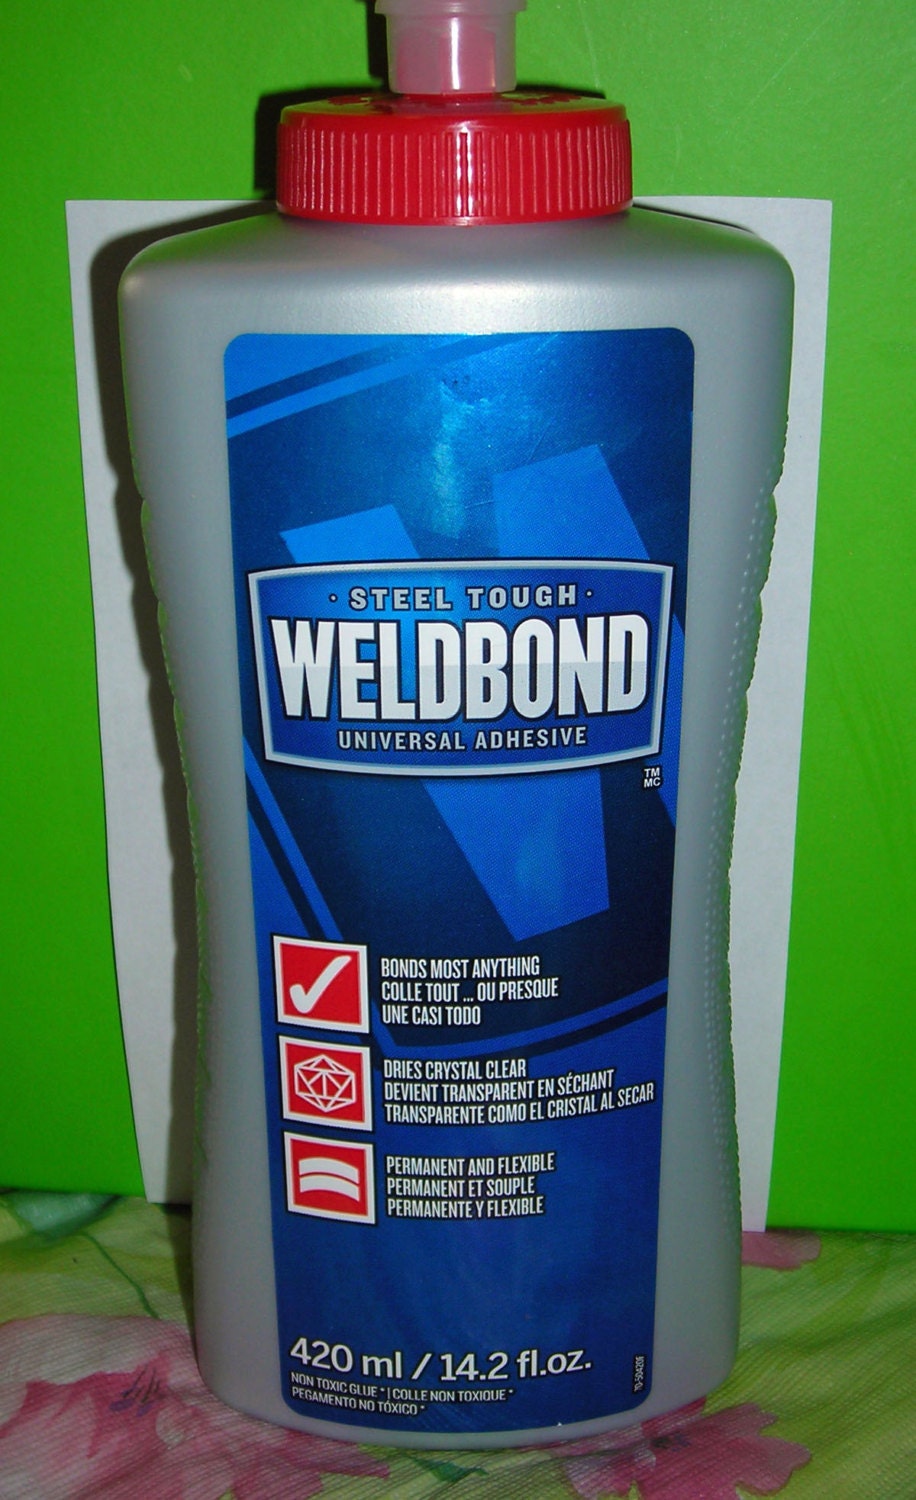 · STEEL TOUGH ·
WELDBOND
UNIVERSAL ADHESIVE
TM
MC
BONDS MOST ANYTHING
COLLE TOUT ... OU PRESQUE
UNE CASI TODO
DRIES CRYSTAL CLEAR
DEVIENT TRANSPARENT EN SÉCHANT
TRANSPARENTE COMO EL CRISTAL AL SECAR
PERMANENT AND FLEXIBLE
PERMANENT ET SOUPLE
PERMANENTE Y FLEXIBLE
420 ml / 14.2 fl.oz.
NON TOXIC GLUE * | COLLE NON TOXIQUE *
PEGAMENTO NO TÓXICO *